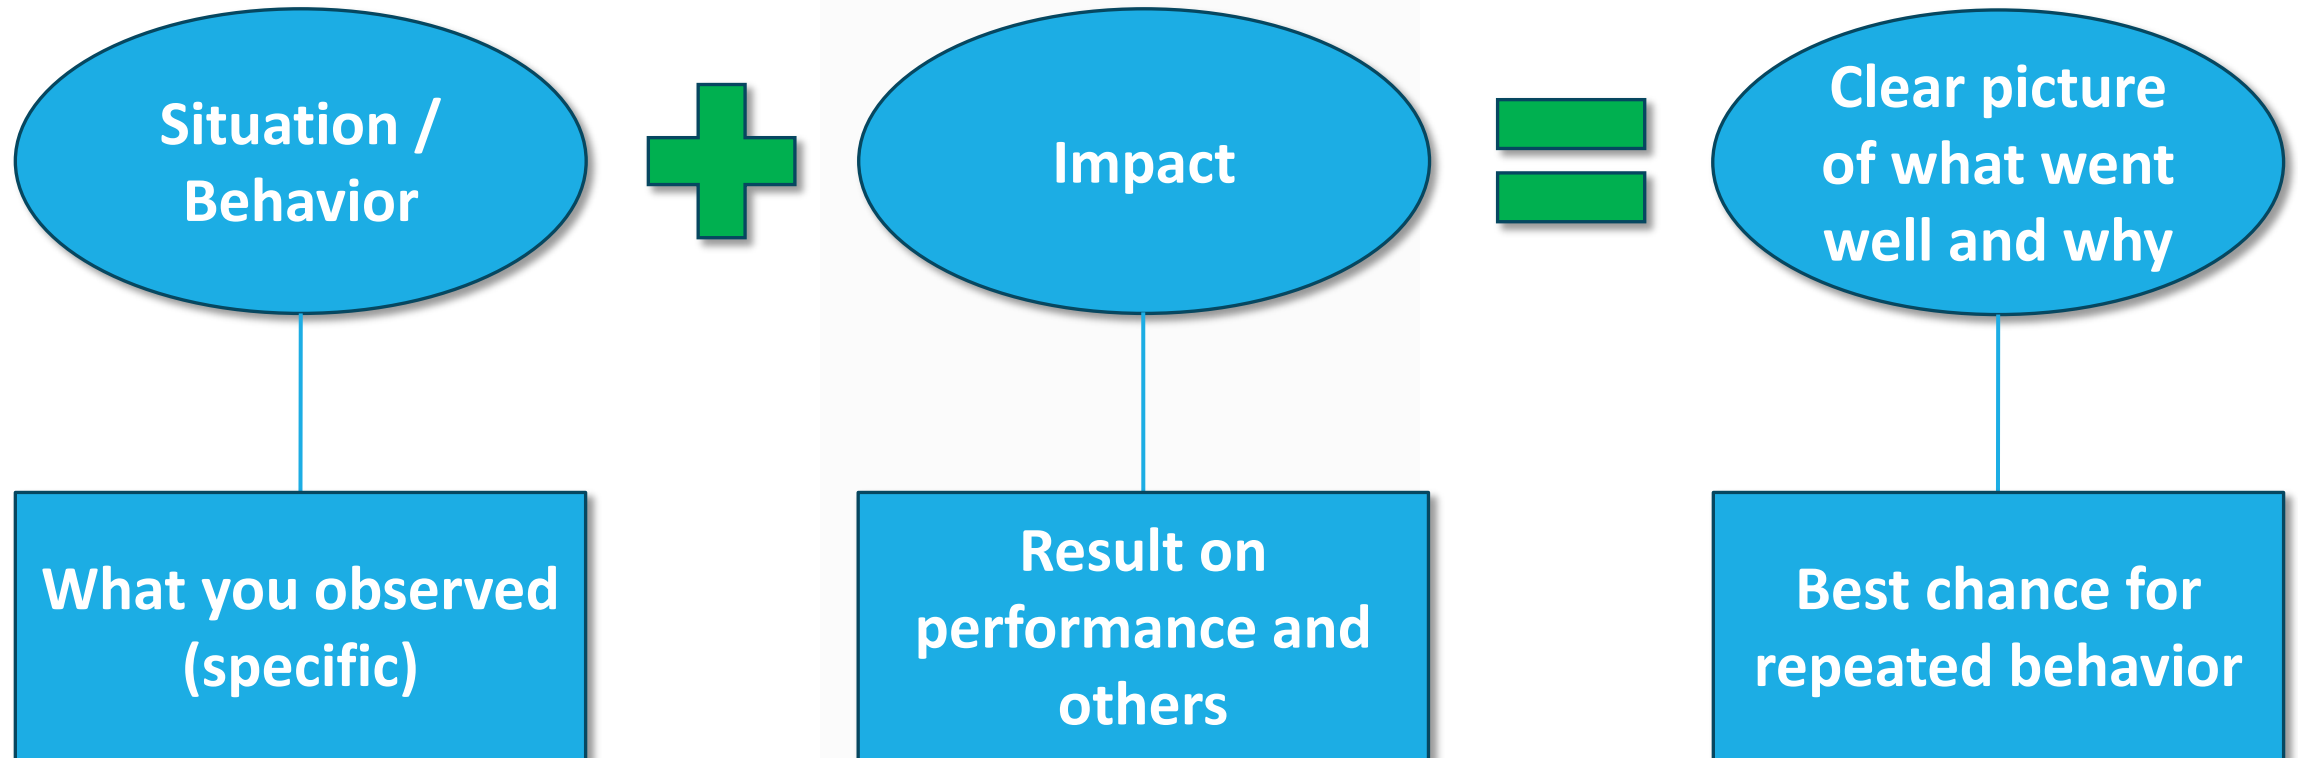 Situation /
Behavior
Impact
Clear picture
of what went
well and why
What you observed
(specific)
Result on
performance and
others
Best chance for
repeated behavior